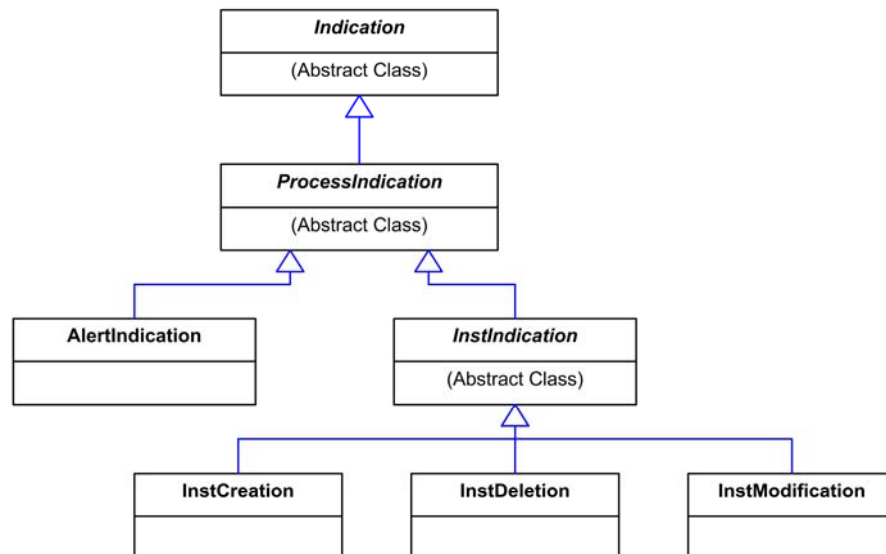 Indication
(Abstract Class)
ProcessIndication
(Abstract Class)
AlertIndication
InstIndication
(Abstract Class)
InstCreation
InstDeletion
InstModification